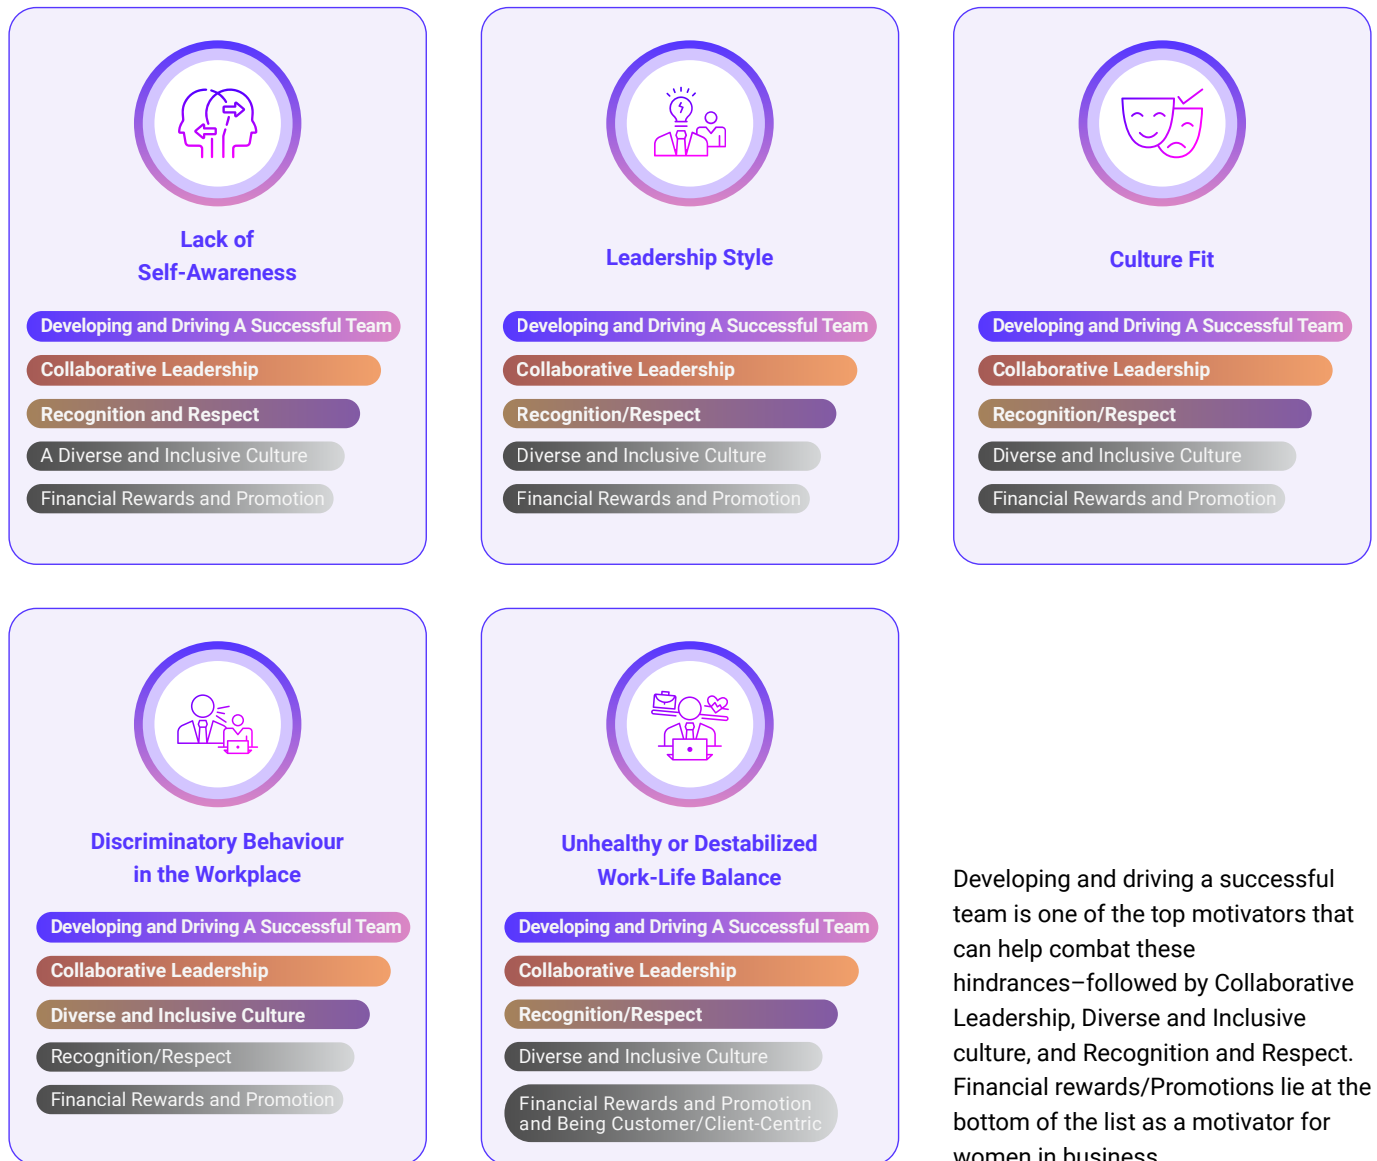 Lack of
Self-Awareness
Developing and Driving A Successful Team
Collaborative Leadership
Recognition and Respect
A Diverse and Inclusive Culture
Financial Rewards and Promotion
Leadership Style
Developing and Driving A Successful Team
Collaborative Leadership
Recognition/Respect
Diverse and Inclusive Culture
Financial Rewards and Promotion
Culture Fit
Developing and Driving A Successful Team
Collaborative Leadership
Recognition/Respect
Diverse and Inclusive Culture
Financial Rewards and Promotion
Discriminatory Behaviour
in the Workplace
Developing and Driving A Successful Team
Collaborative Leadership
Diverse and Inclusive Culture
Recognition/Respect
Financial Rewards and Promotion
Unhealthy or Destabilized
Work-Life Balance
Developing and Driving A Successful Team
Collaborative Leadership
Recognition/Respect
Diverse and Inclusive Culture
Financial Rewards and Promotion
and Being Customer/Client-Centric
Developing and driving a successful
team is one of the top motivators that
can help combat these
hindrances–followed by Collaborative
Leadership, Diverse and Inclusive
culture, and Recognition and Respect.
Financial rewards/Promotions lie at the
bottom of the list as a motivator for
women in business